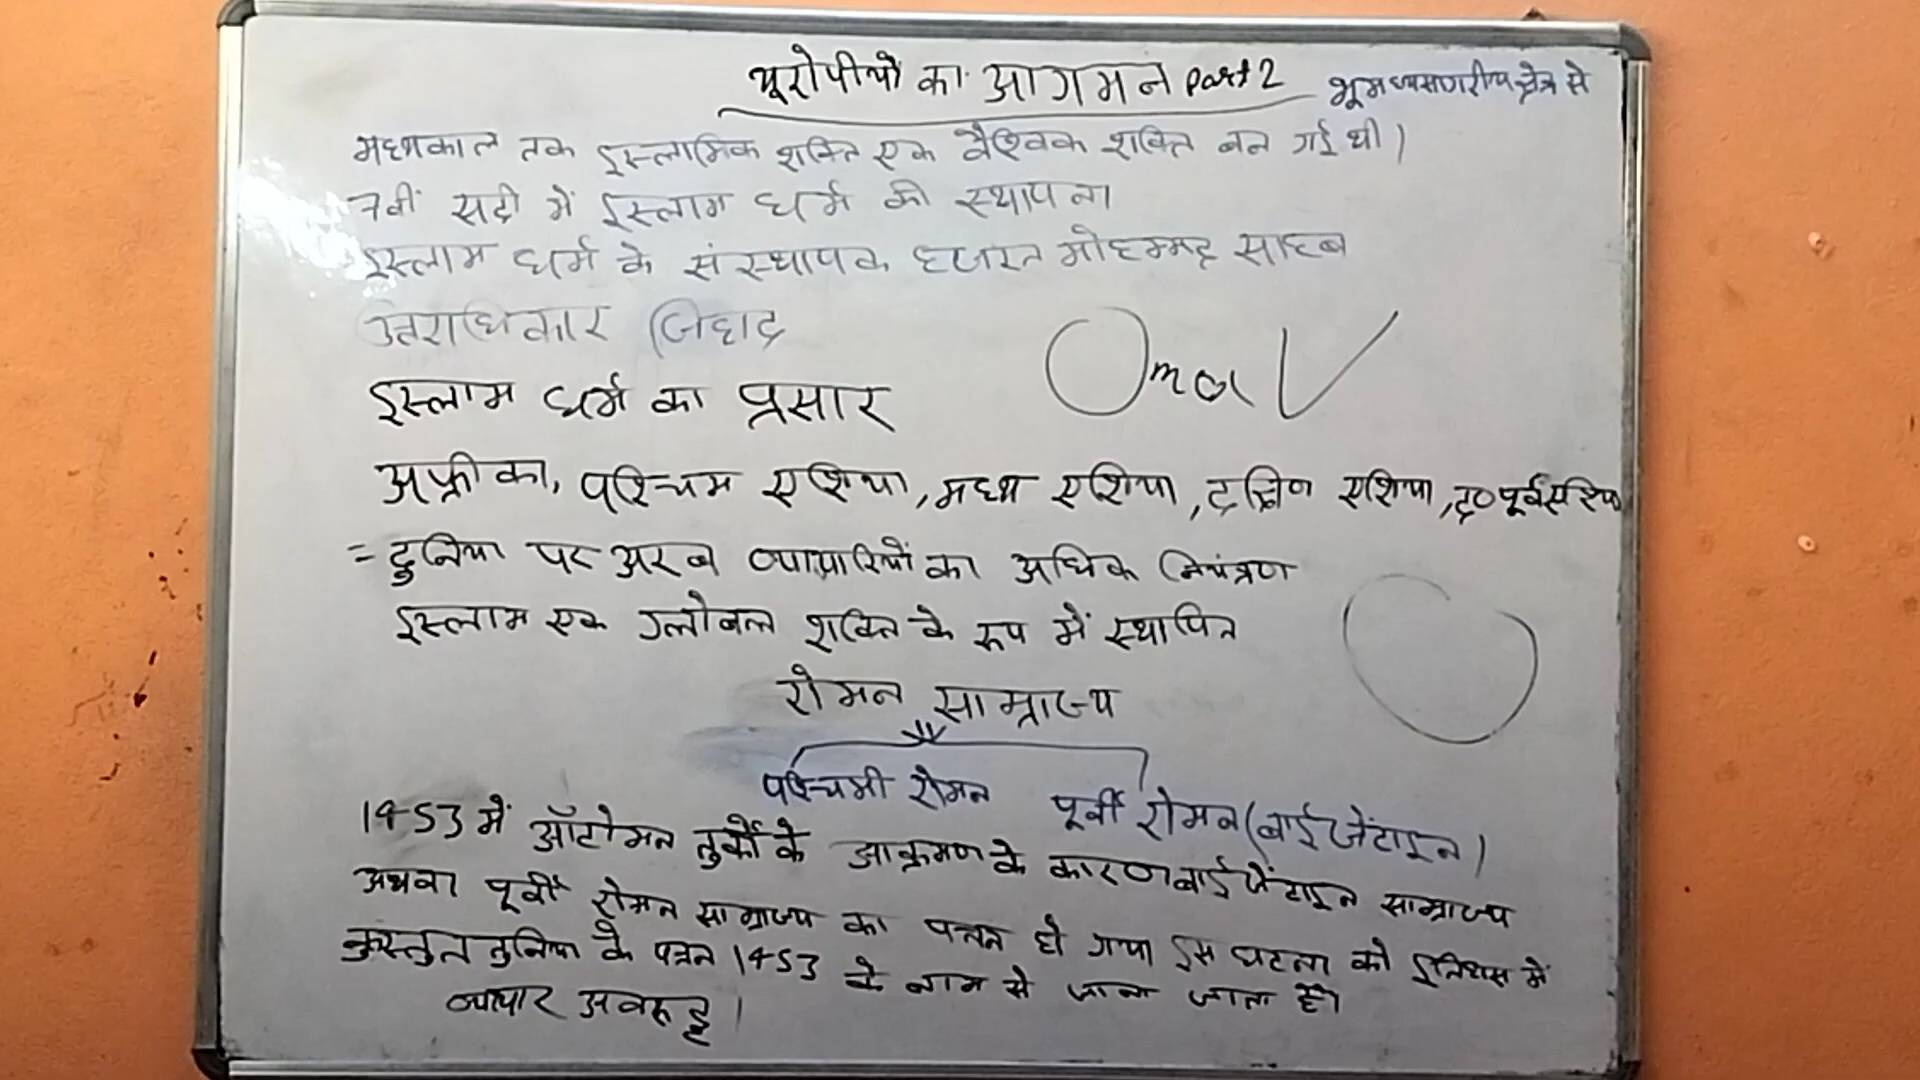 यूरोपीयों का आगमन Part 2
भूमध्यसागरीय क्षेत्र से
मध्यकाल तक इस्लामिक शक्ति एक वैश्विक शक्ति बन गई थी।
7वीं सदी में इस्लाम धर्म की स्थापना
इस्लाम धर्म के संस्थापक हजरत मोहम्मद साहब
उतराधिकार (जिहाद
Oma
इस्लाम धर्म का प्रसार
अफ्रीका, पश्चिम एशिया, मध्य एशिया, दक्षिण एशिया, द० पूर्व एशिया
= दुनिया पर अरब व्यापारियों का अधिक नियंत्रण
इस्लाम एक ग्लोबल शक्ति के रूप में स्थापित
रोमन साम्राज्य
पश्चिमी रोमन पूर्वी रोमन (बाईजेंटाइन)
1453 में ऑटोमन तुर्कों के आक्रमण के कारण बाईजेंटाइन साम्राज्य
अथवा पूर्वी रोमन साम्राज्य का पतन हो गया इस घटना को इतिहास में
कुस्तुनतुनिया के पतन 1453 के नाम से जाना जाता है।
व्यापार अवरूद्ध।